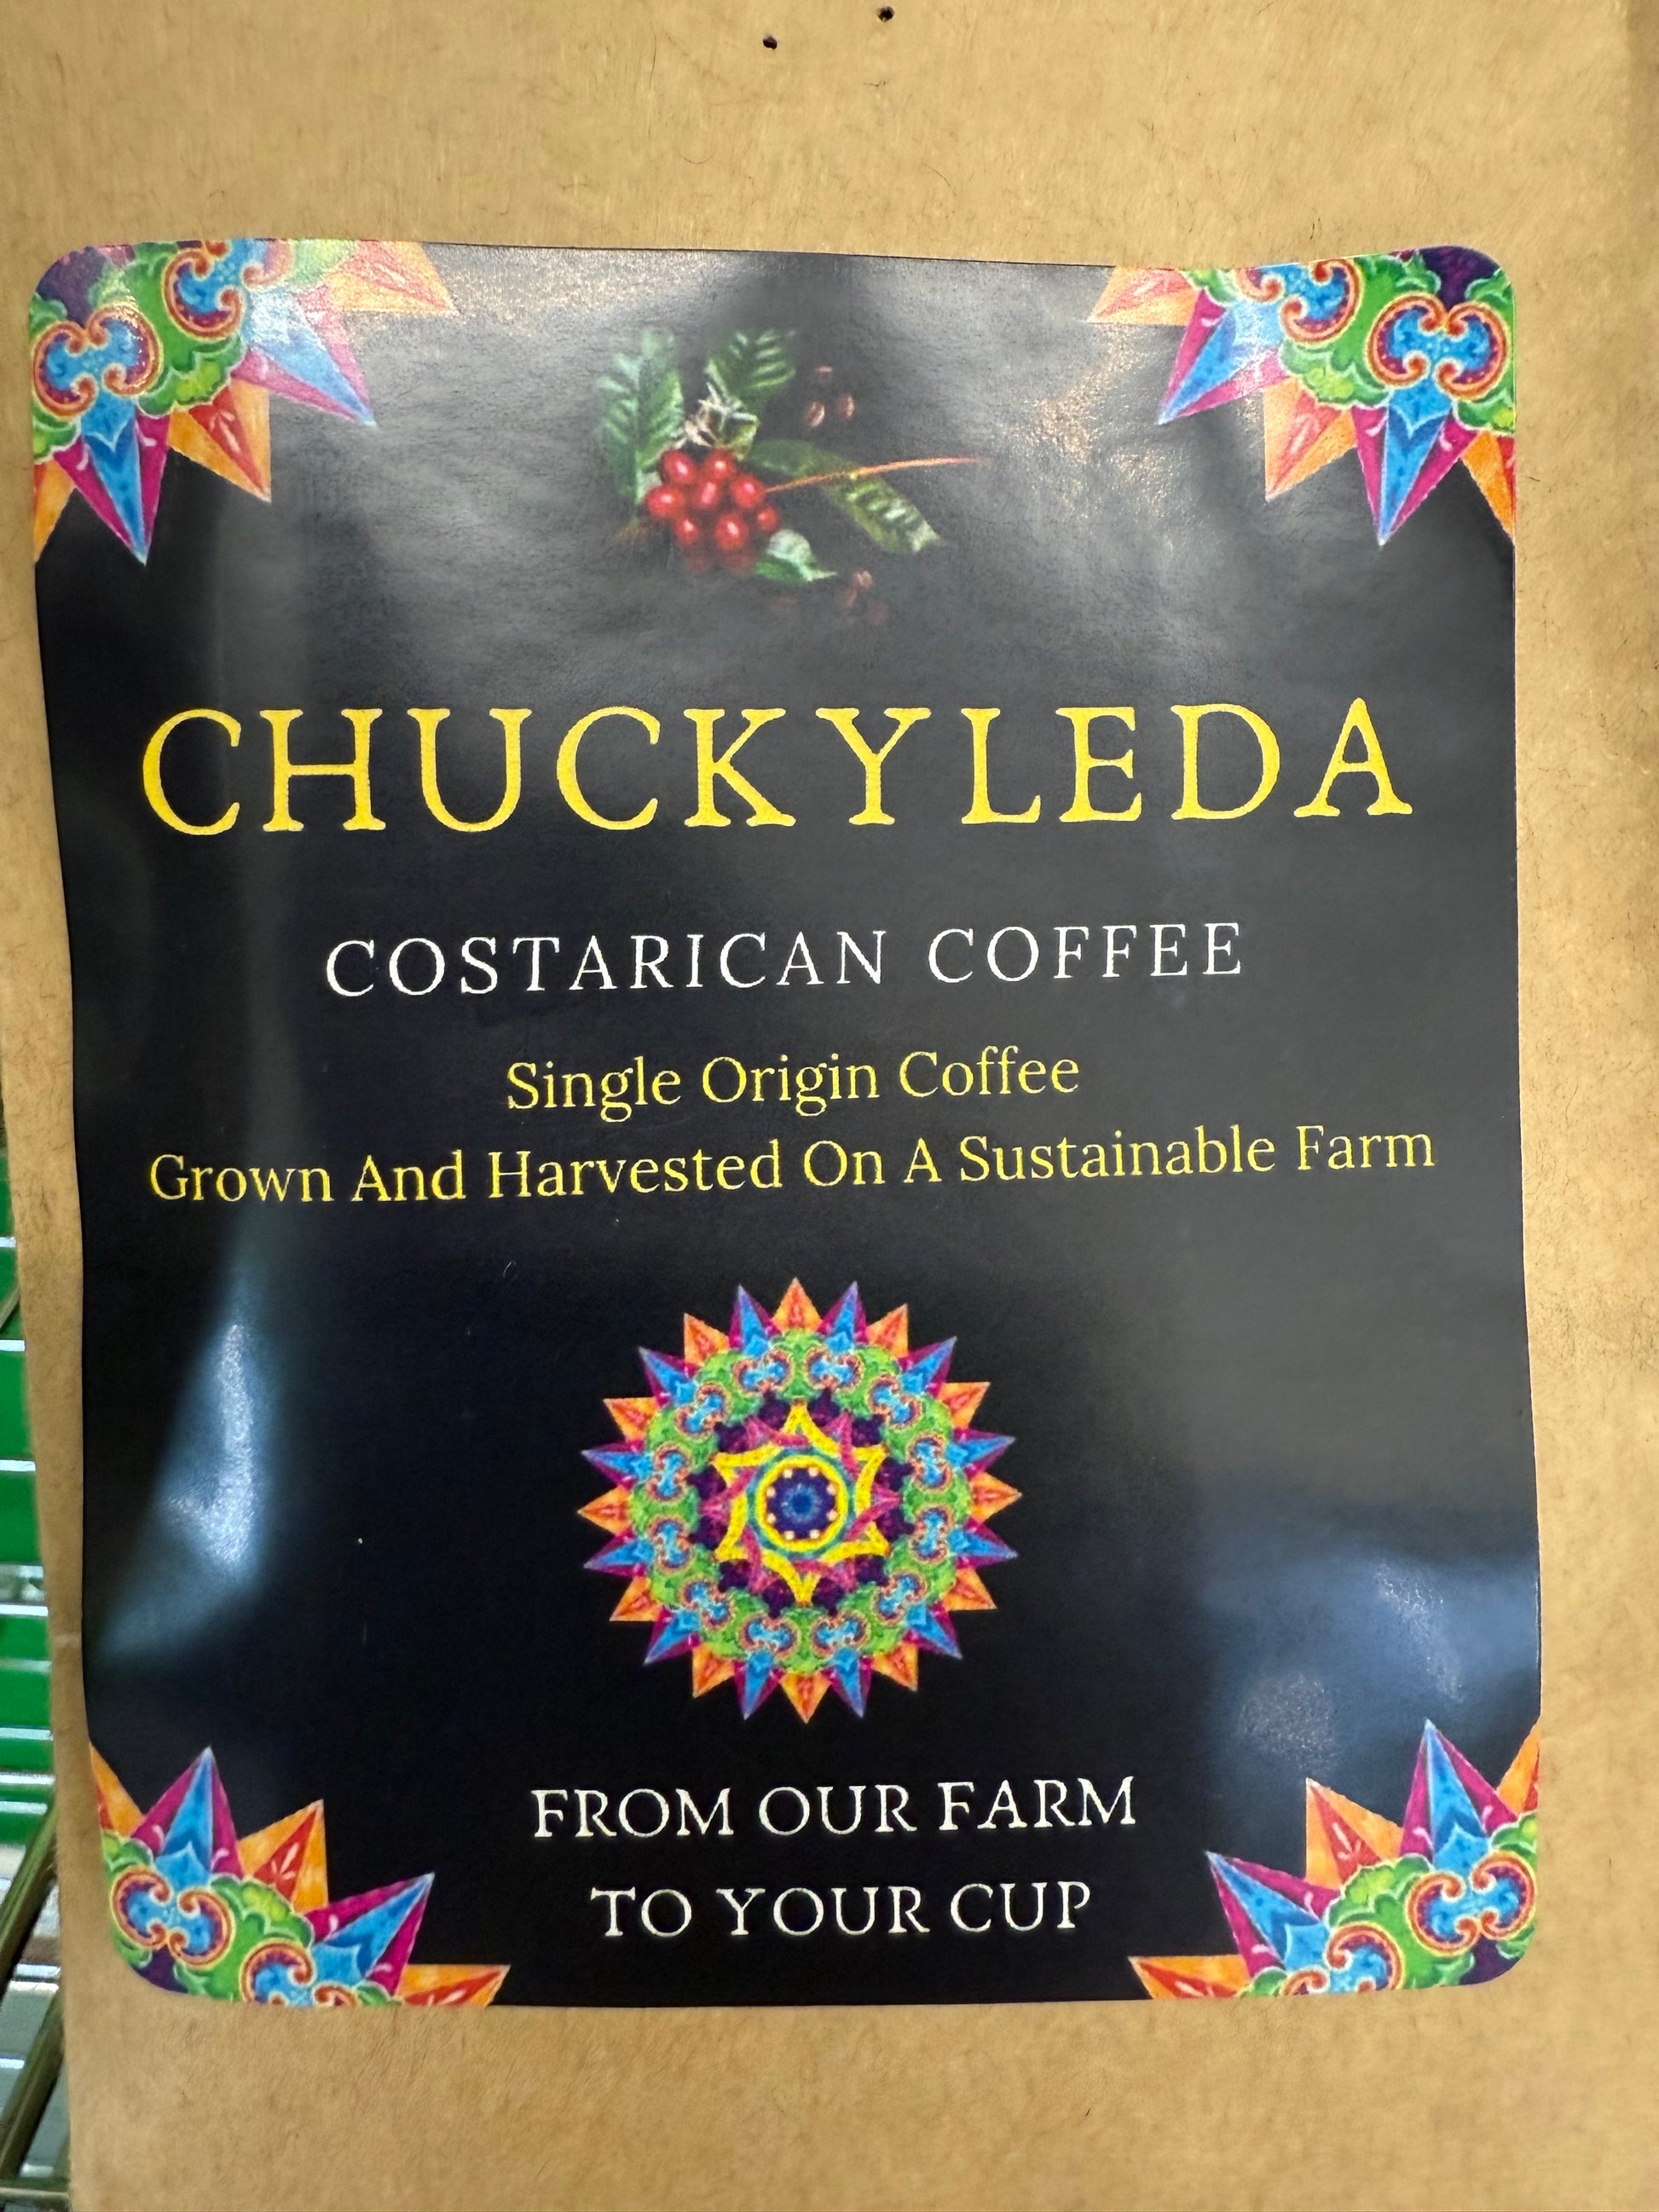 CHUCKYLEDA
COSTARICAN COFFEE
Single Origin Coffee
Grown And Harvested On A Sustainable Farm
FROM OUR FARM
TO YOUR CUP